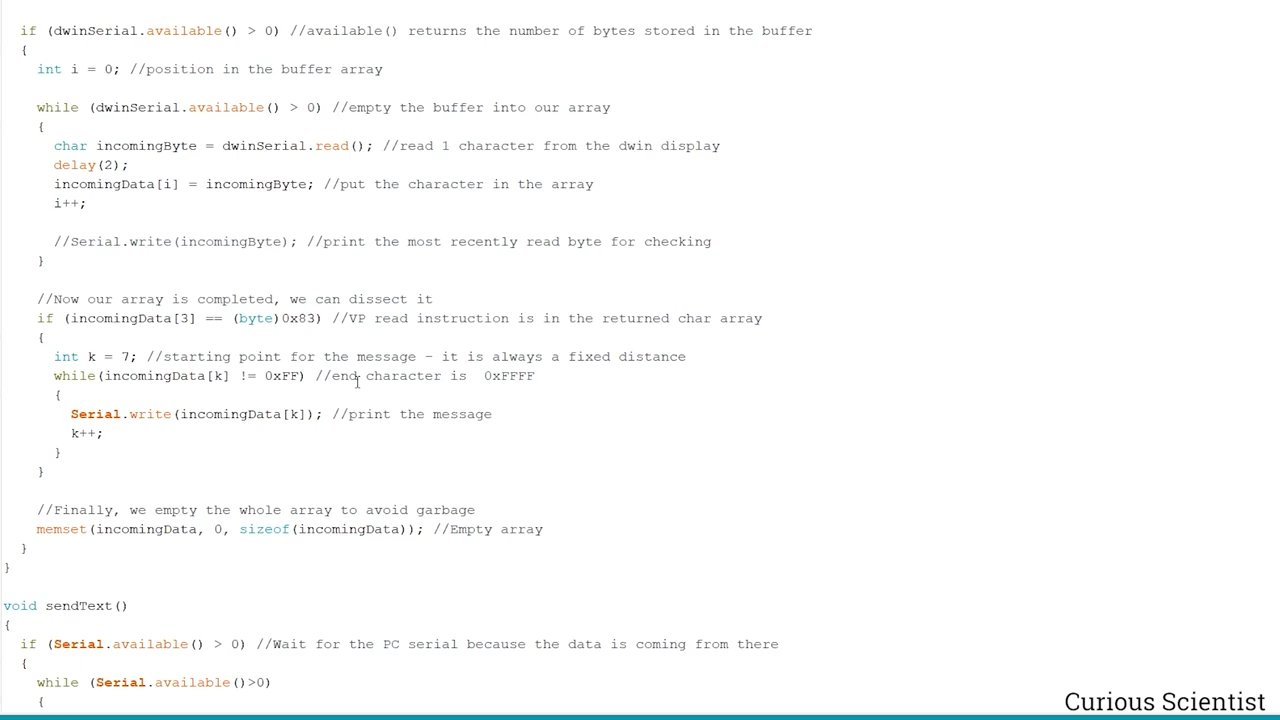 if (dwinSerial.available() > 0) //available() returns the number of bytes stored in the buffer
{
int i = 0; //position in the buffer array
while (dwinSerial.available() > 0) //empty the buffer into our array
{
char incomingByte = dwinSerial.read(); //read 1 character from the dwin display
delay(2);
incomingData[i] = incomingByte; //put the character in the array
i++;
//Serial.write(incomingByte); //print the most recently read byte for checking
}
//Now our array is completed, we can dissect it
if (incomingData[3] == (byte)0x83) //VP read instruction is in the returned char array
{
int k = 7; //starting point for the message - it is always a fixed distance
while(incomingData[k] != 0xFF) //end character is  0xFFFF
{
Serial.write(incomingData[k]); //print the message
k++;
}
}
//Finally, we empty the whole array to avoid garbage
memset(incomingData, 0, sizeof(incomingData)); //Empty array
}
}
void sendText()
{
if (Serial.available() > 0) //Wait for the PC serial because the data is coming from there
{
while (Serial.available()>0)
{
Curious Scientist